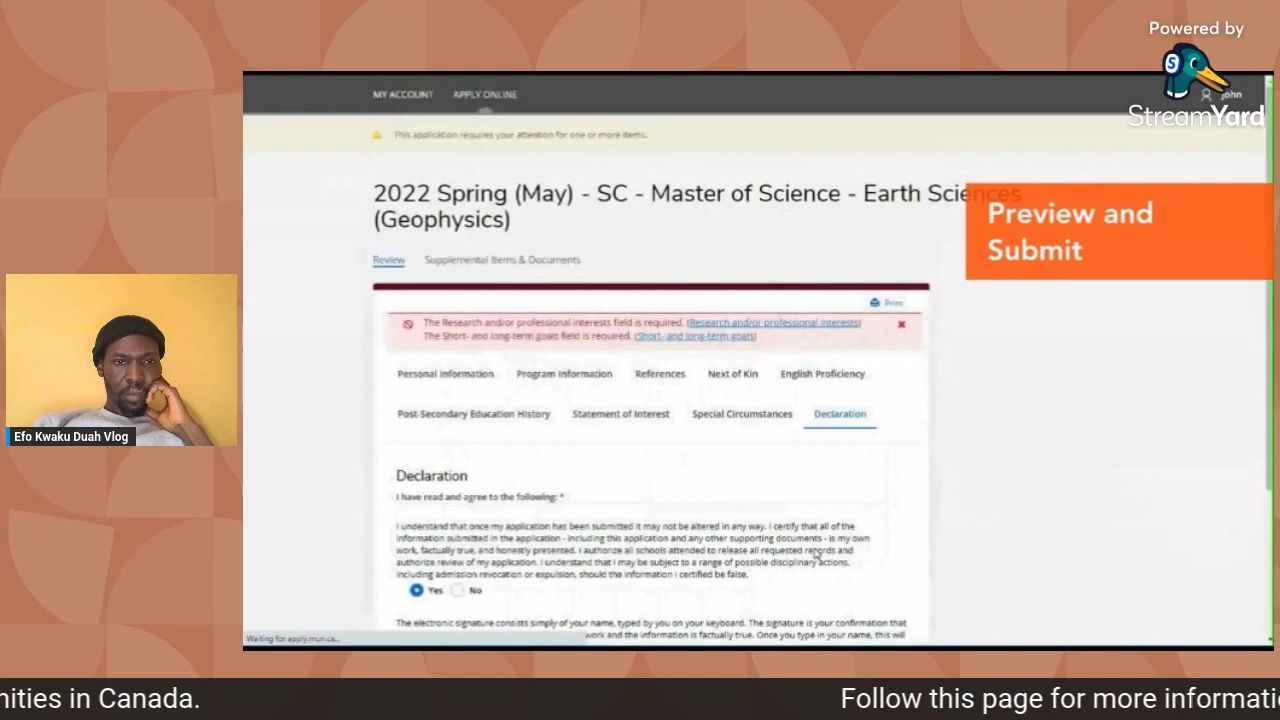 Powered by
StreamYard
MY ACCOUNT
APPLY ONLINE
john
This application requires your attention for one or more items.
2022 Spring (May) - SC - Master of Science - Earth Sciences
(Geophysics)
Preview and
Submit
Review
Supplemental Items & Documents
Print
The Research and/or professional interests field is required. (Research and/or professional interests)
The Short- and long-term goals field is required. (Short- and long-term goals)
Personal Information
Program Information
References
Next of Kin
English Proficiency
Post-Secondary Education History
Statement of Interest
Special Circumstances
Declaration
Declaration
I have read and agree to the following: *
I understand that once my application has been submitted it may not be altered in any way. I certify that all of the
information submitted in the application - including this application and any other supporting documents - is my own
work, factually true, and honestly presented. I authorize all schools attended to release all requested records and
authorize review of my application. I understand that I may be subject to a range of possible disciplinary actions,
including admission revocation or expulsion, should the information I certified be false.
Yes
No
The electronic signature consists simply of your name, typed by you on your keyboard. The signature is your confirmation that
work and the information is factually true. Once you type in your name, this will
Waiting for apply.mun.ca...
Efo Kwaku Duah Vlog
nities in Canada.
Follow this page for more informati